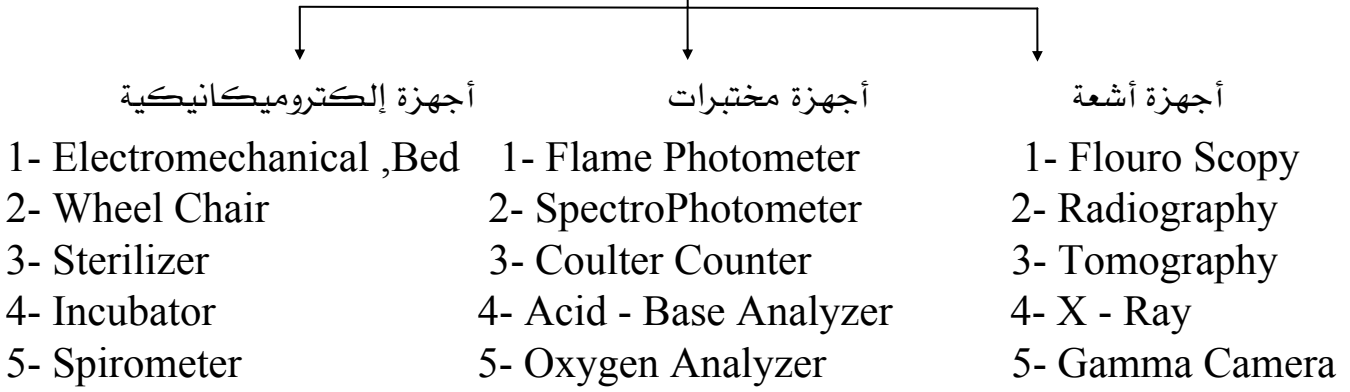 أجهزة إلكتروميكانيكية أجهزة مختبرات أجهزة أشعة
1- Electromechanical ,Bed 1- Flame Photometer 1- Flouro Scopy
2- Wheel Chair 2- SpectroPhotometer 2- Radiography
3- Sterilizer 3- Coulter Counter 3- Tomography
4- Incubator 4- Acid - Base Analyzer 4- X - Ray
5- Spirometer 5- Oxygen Analyzer 5- Gamma Camera